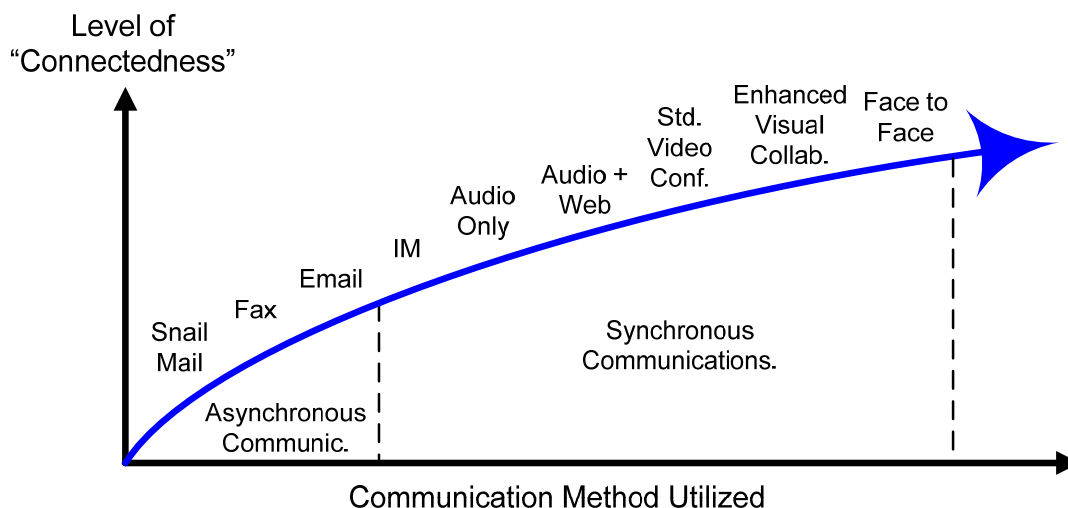 Level of
“Connectedness”
Enhanced
Visual
Collab.
Face to
Face
Std.
Video
Conf.
Audio +
Web
Audio
Only
IM
Email
Fax
Snail
Mail
Synchronous
Communications.
Asynchronous
Communic.
Communication Method Utilized